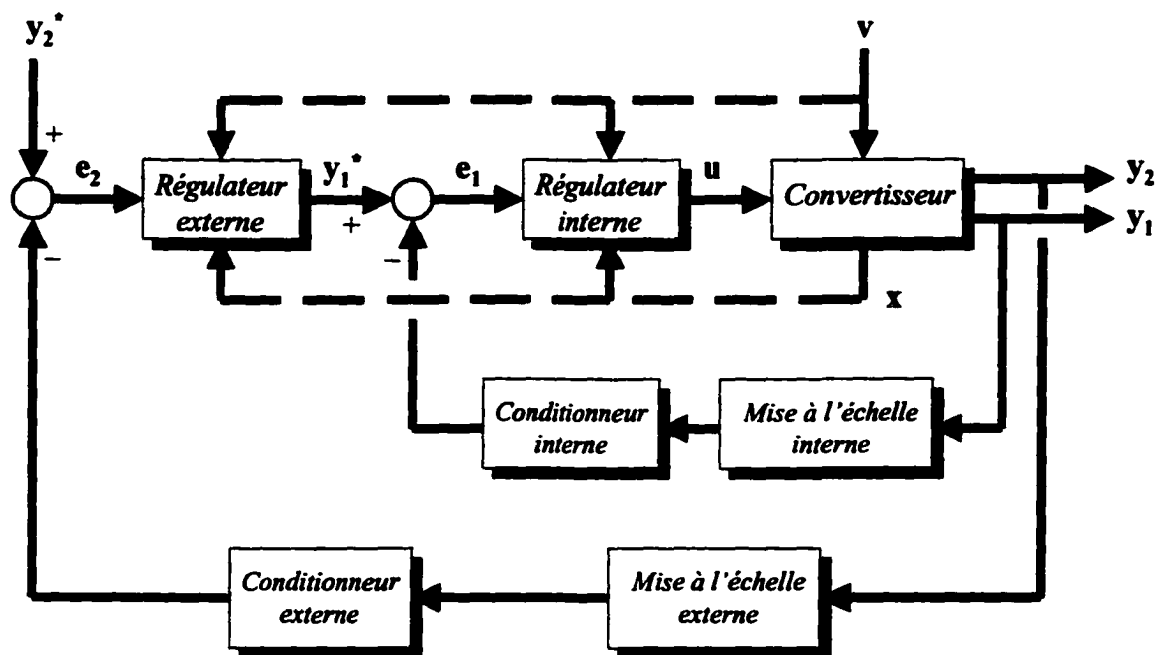 y2* v
+
e2 Régulateur externe y1* e1 Régulateur interne u Convertisseur y2
+
y1
−
−
x
Conditionneur interne
Mise à l'échelle interne
Conditionneur externe
Mise à l'échelle externe